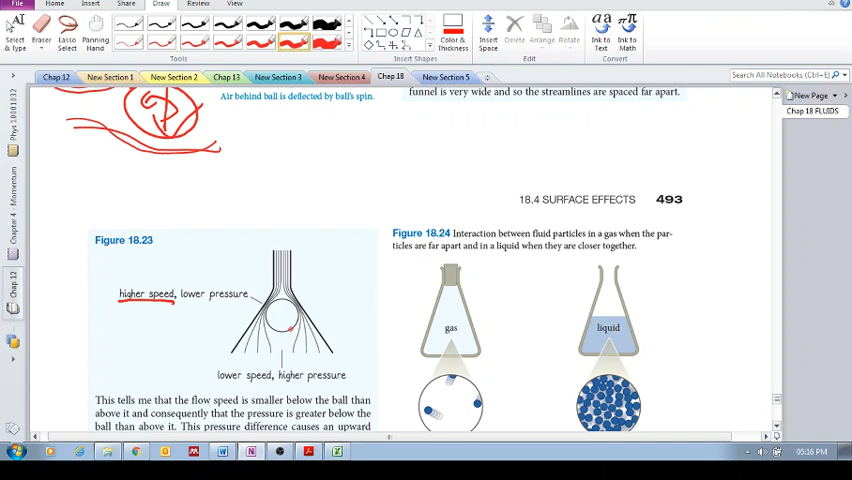 File
Home
Insert
Share
Draw
Review
View
Select
& Type
Eraser
Lasso
Select
Panning
Hand
Color &
Thickness
Insert
Space
Delete
Arrange
Rotate
Ink to
Text
Ink to
Math
Tools
Insert Shapes
Edit
Convert
Chap 12
New Section 1
New Section 2
Chap 13
New Section 3
New Section 4
Chap 18
New Section 5
Search All Notebooks (Ctrl+E)
New Page
Chap 18 FLUIDS
Phys 10001032
Chapter 4 - Momentum
Chap 12
Air behind ball is deflected by ball's spin.
funnel is very wide and so the streamlines are spaced far apart.
18.4 SURFACE EFFECTS 493
Figure 18.23
higher speed, lower pressure
lower speed, higher pressure
This tells me that the flow speed is smaller below the ball than
above it and consequently that the pressure is greater below the
ball than above it. This pressure difference causes an upward
Figure 18.24 Interaction between fluid particles in a gas when the par-
ticles are far apart and in a liquid when they are closer together.
gas
liquid
05:16 PM